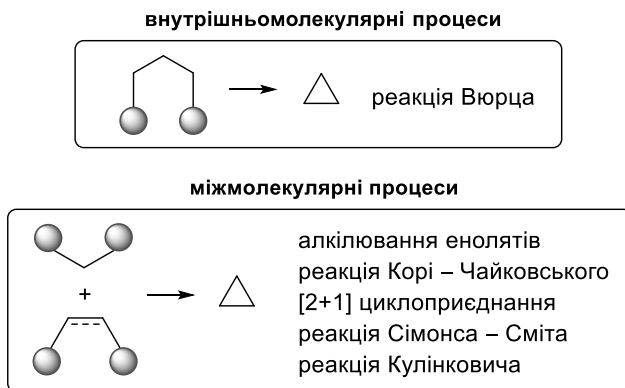 внутрішньомолекулярні процеси
реакція Вюрца
міжмолекулярні процеси
алкілювання енолятів
реакція Корі – Чайковського
+
[2+1] циклоприєднання
реакція Сімонса – Сміта
реакція Кулінковича